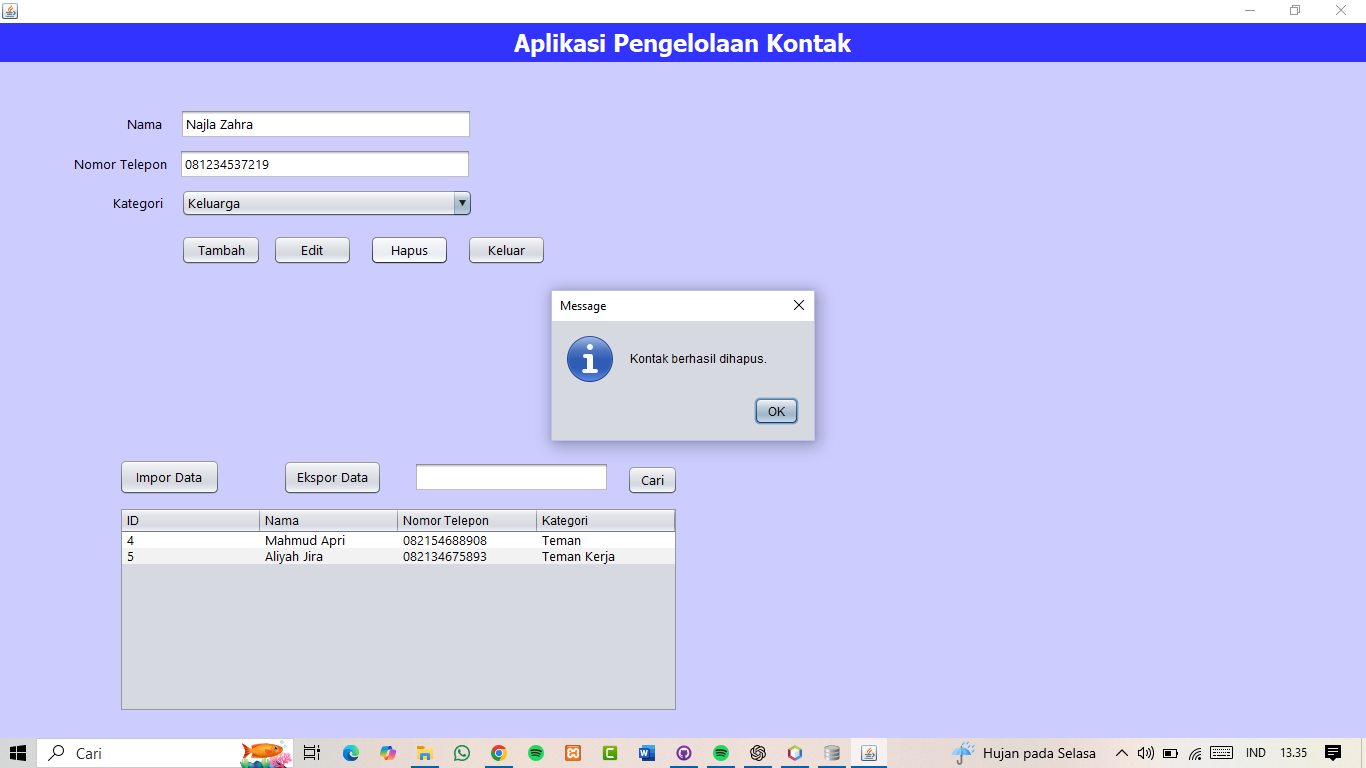 Aplikasi Pengelolaan Kontak
Nama Najla Zahra
Nomor Telepon 081234537219
Kategori Keluarga
Tambah Edit Hapus Keluar
Message
Kontak berhasil dihapus.
OK
Impor Data Ekspor Data Cari
ID Nama Nomor Telepon Kategori
4 Mahmud Apri 082154688908 Teman
5 Aliyah Jira 082134675893 Teman Kerja
Cari Hujan pada Selasa IND 13.35